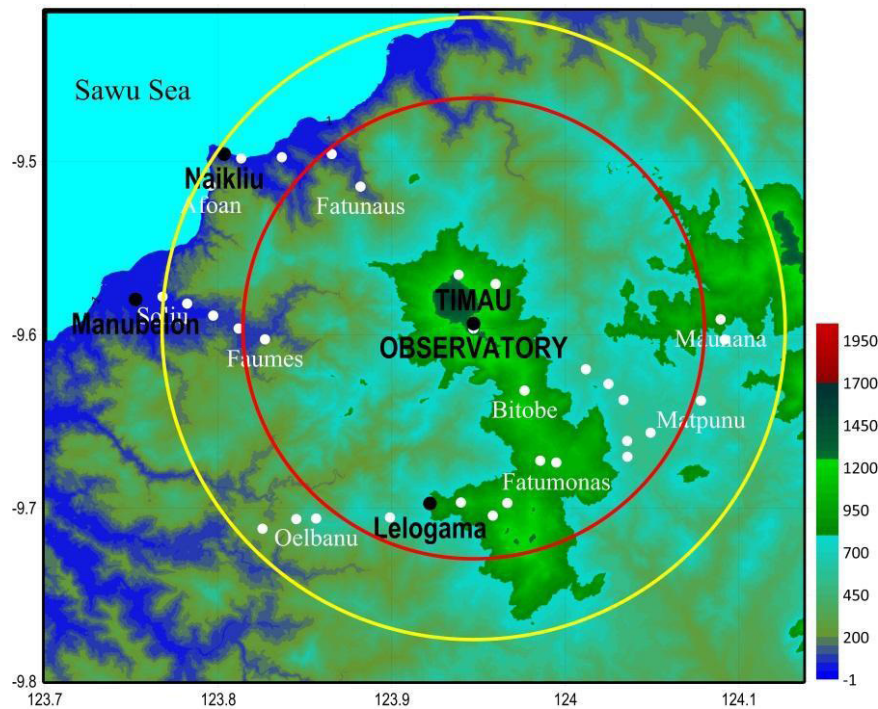 Sawu Sea
-9.5
Naikliu
Afoan
Fatunaus
TIMAU
OBSERVATORY
Manubelon
Soliu
Faumes
-9.6
Maunana
Bitobe
Matpunu
Fatumonas
-9.7
Lelogama
Oelbanu
-9.8
123.7
123.8
123.9
124
124.1
1950
1700
1450
1200
950
700
450
200
-1